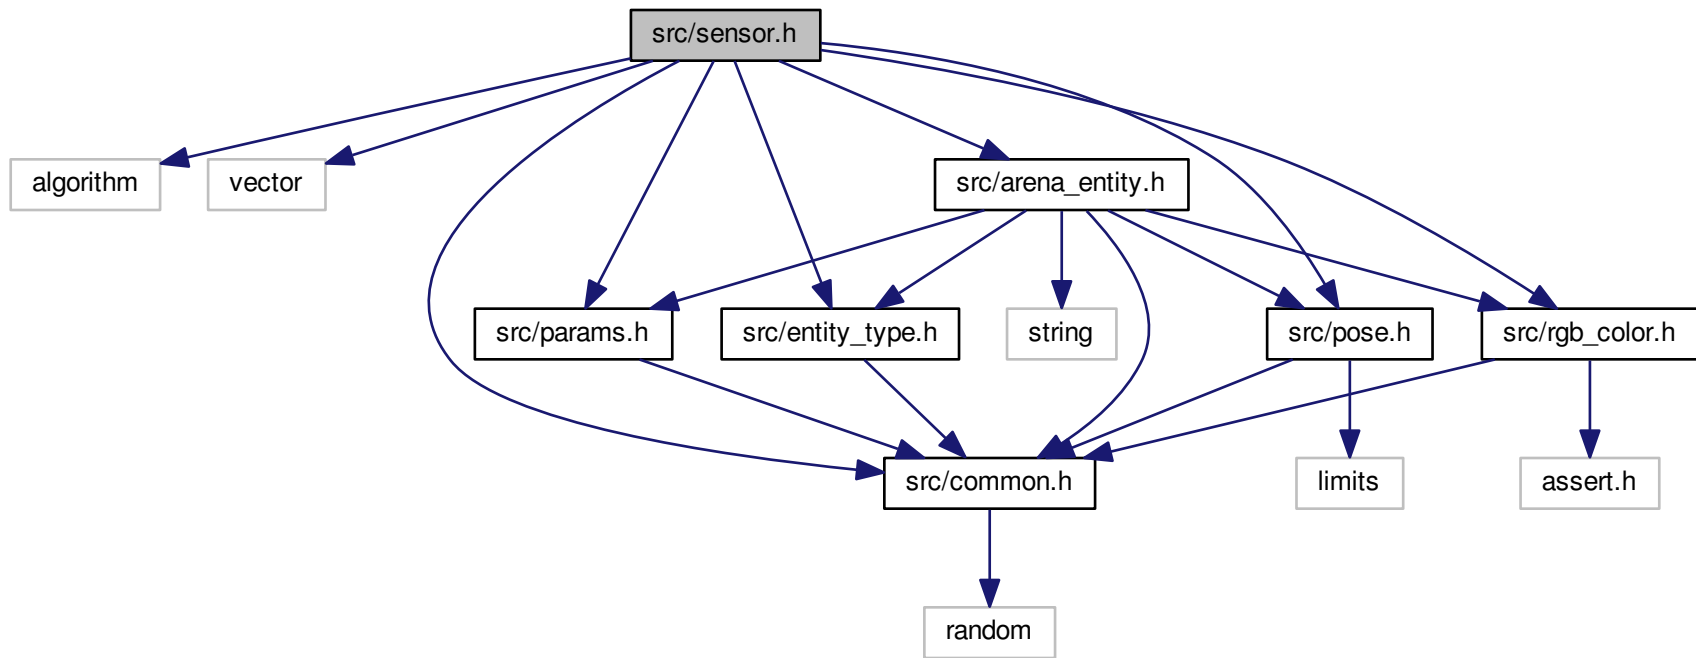 src/sensor.h
algorithm
vector
src/arena_entity.h
src/params.h
src/entity_type.h
string
src/pose.h
src/rgb_color.h
src/common.h
limits
assert.h
random